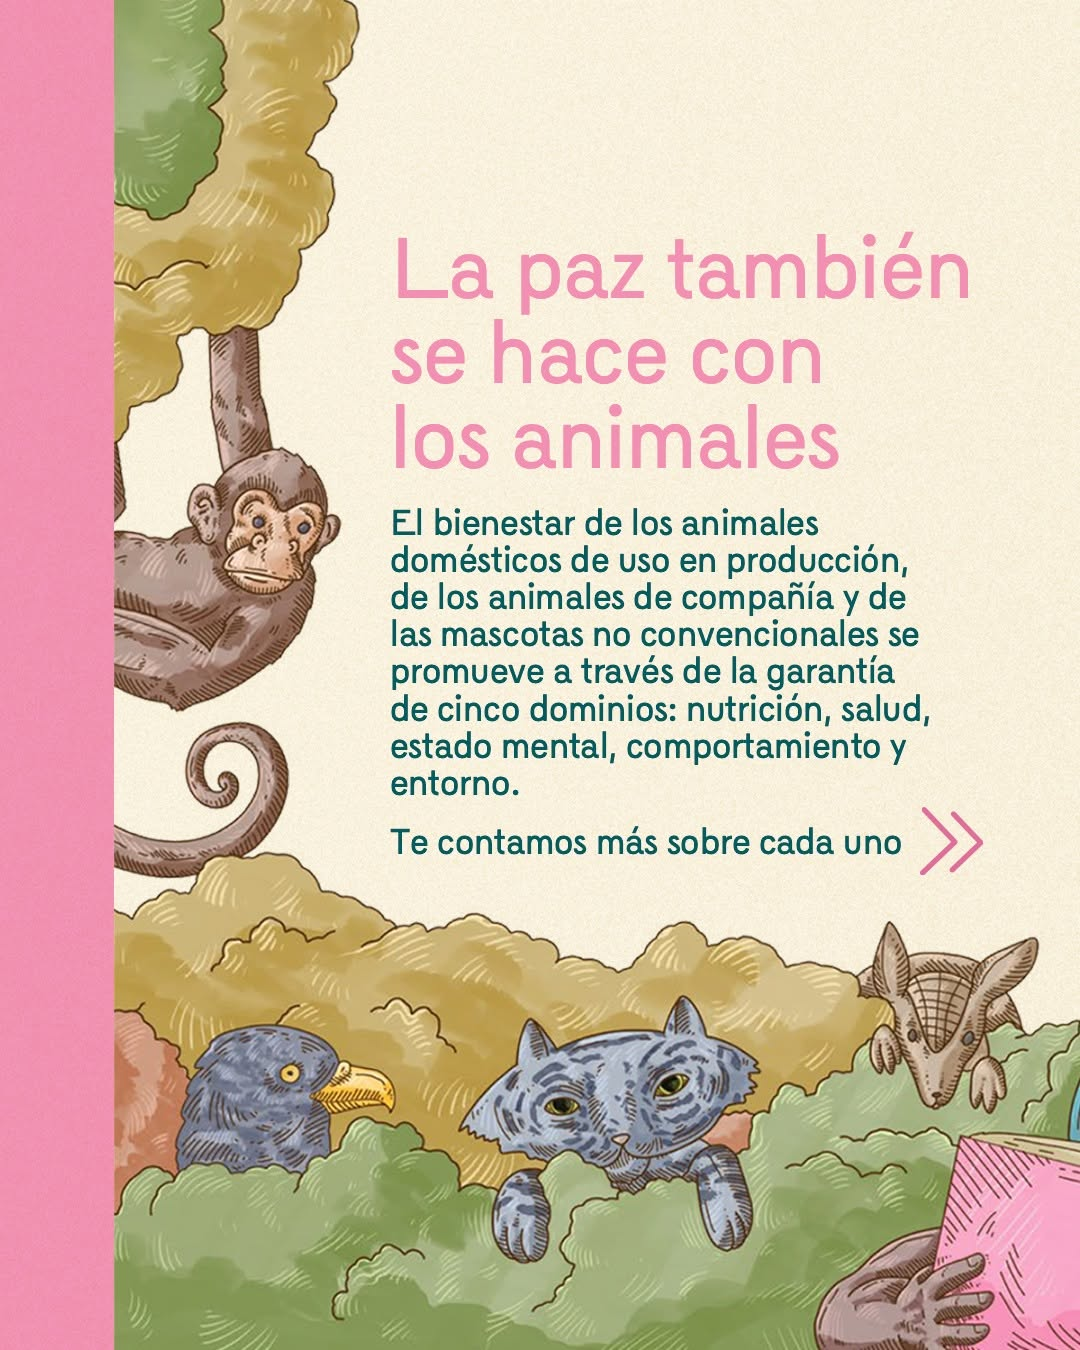 La paz también
se hace con
los animales
El bienestar de los animales
domésticos de uso en producción,
de los animales de compañía y de
las mascotas no convencionales se
promueve a través de la garantía
de cinco dominios: nutrición, salud,
estado mental, comportamiento y
entorno.
Te contamos más sobre cada uno